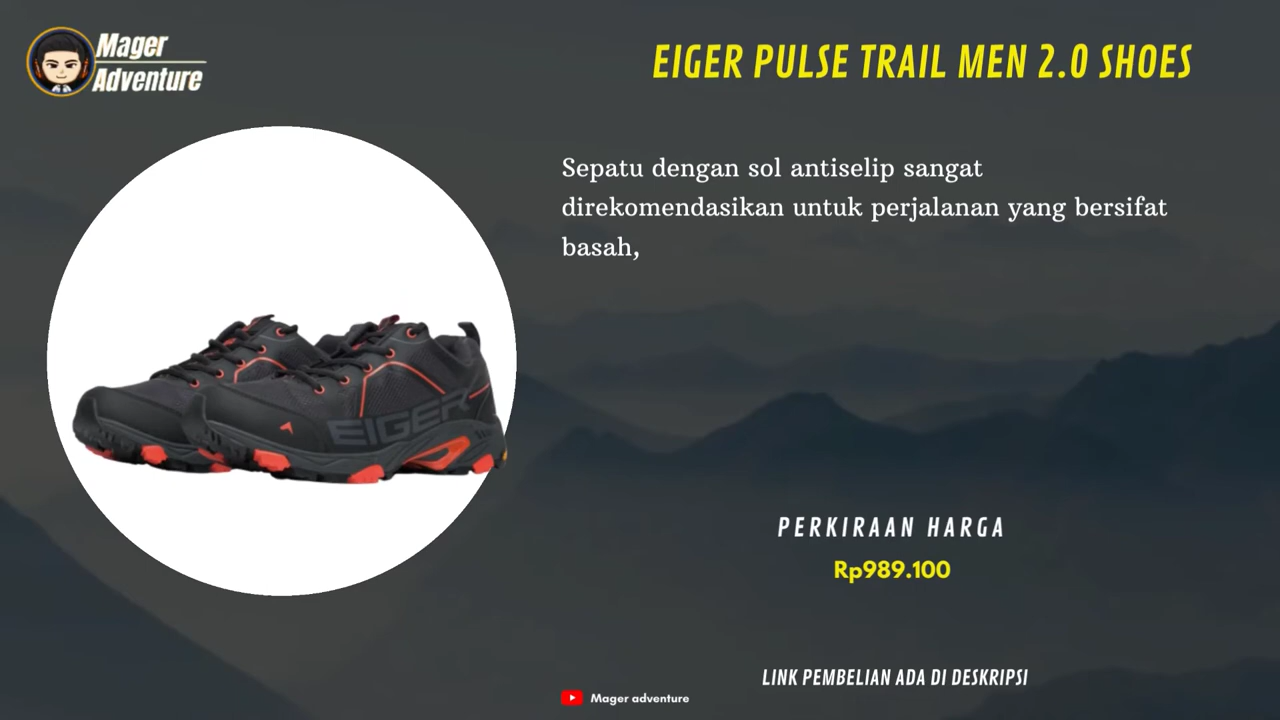 Mager
Adventure
EIGER PULSE TRAIL MEN 2.0 SHOES
Sepatu dengan sol antiselip sangat
direkomendasikan untuk perjalanan yang bersifat
basah,
EIGER
PERKIRAAN HARGA
Rp989.100
LINK PEMBELIAN ADA DI DESKRIPSI
Mager adventure